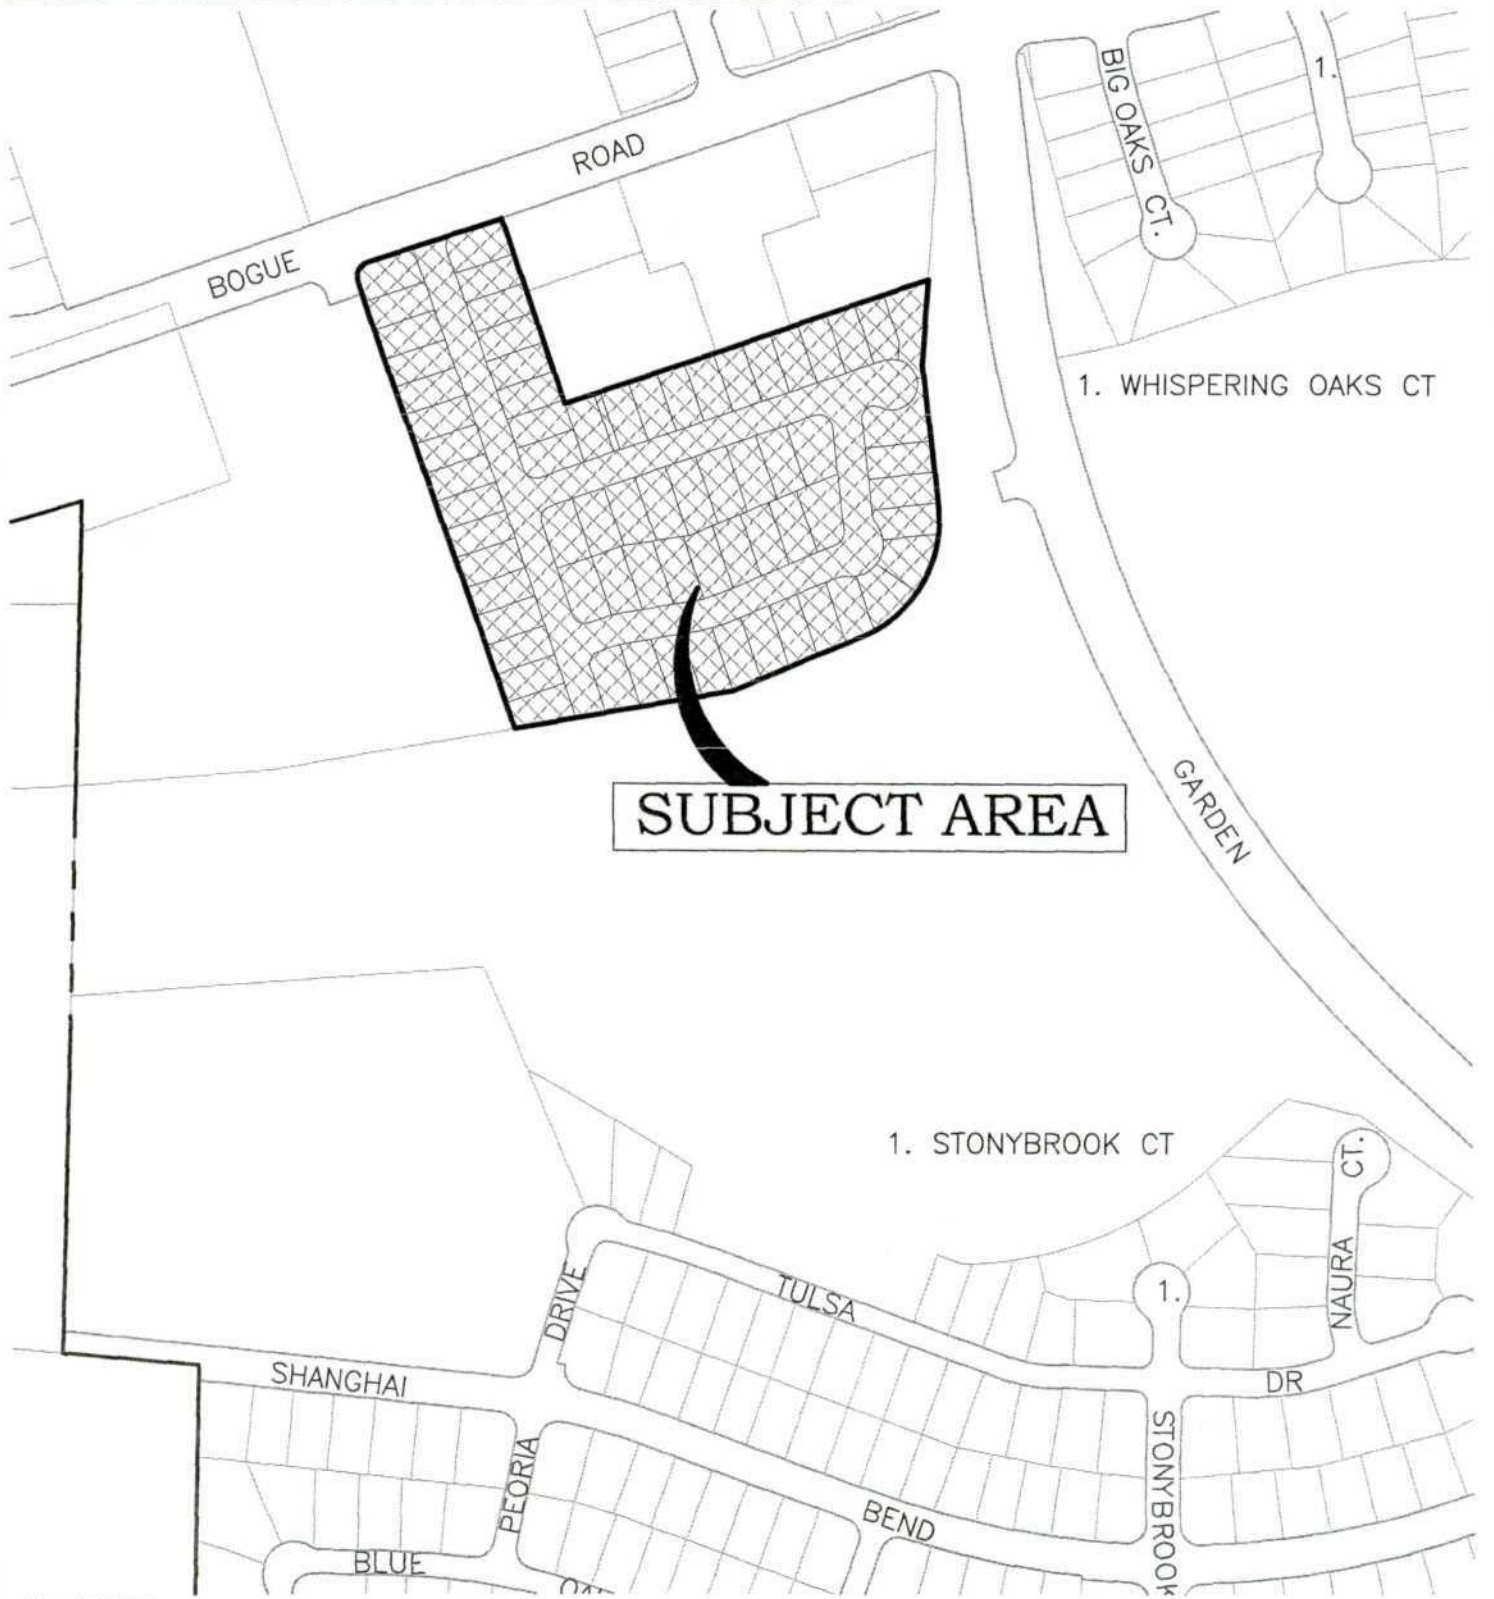 BIG OAKS CT.
1.
ROAD
BOGUE
1. WHISPERING OAKS CT
SUBJECT AREA
GARDEN
1. STONYBROOK CT
NAURA CT.
1.
DRIVE
TULSA
SHANGHAI
DR
PEORIA
STONYBROOK
BEND
BLUE